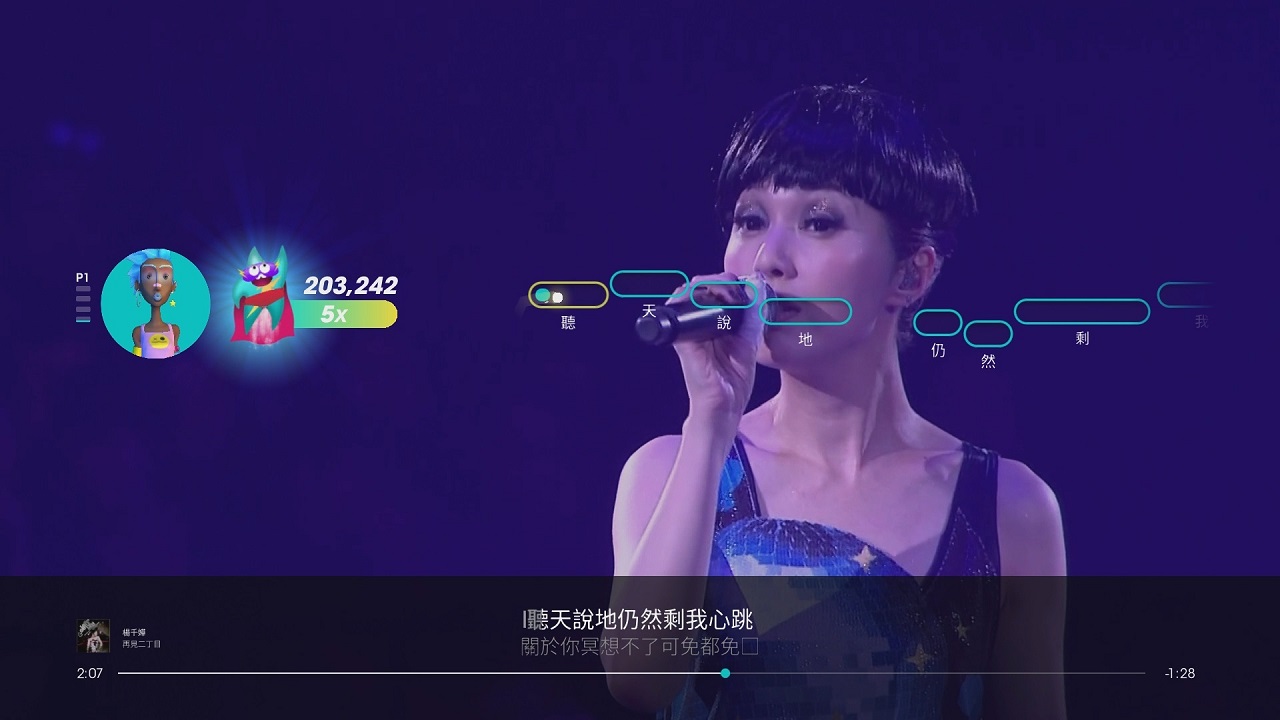 P1
203,242
5x
聽
天
說
地
仍
然
剩
我
聽天說地仍然剩我心跳
關於你冥想不了可免都免□
楊千嬅
再見二丁目
2:07
-1:28